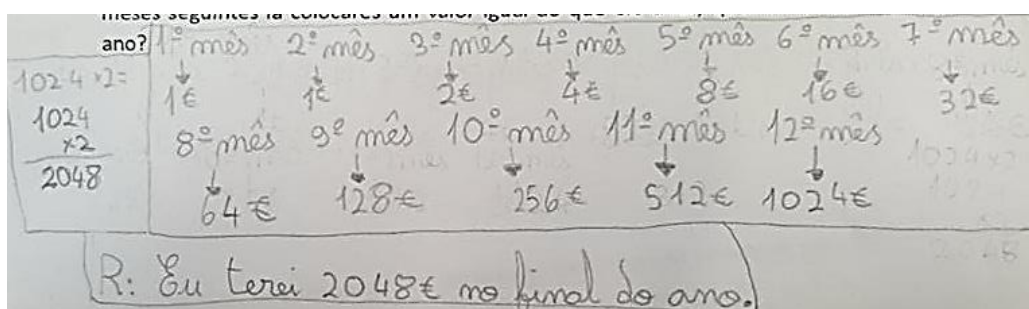 ano?
1º mês 2º mês 3º mês 4º mês 5º mês 6º mês 7º mês
1€ 1€ 2€ 4€ 8€ 16€ 32€
8º mês 9º mês 10º mês 11º mês 12º mês
64€ 128€ 256€ 512€ 1024€
1024 x2=
1024
x2
2048
R: Eu terei 2048€ no final do ano.